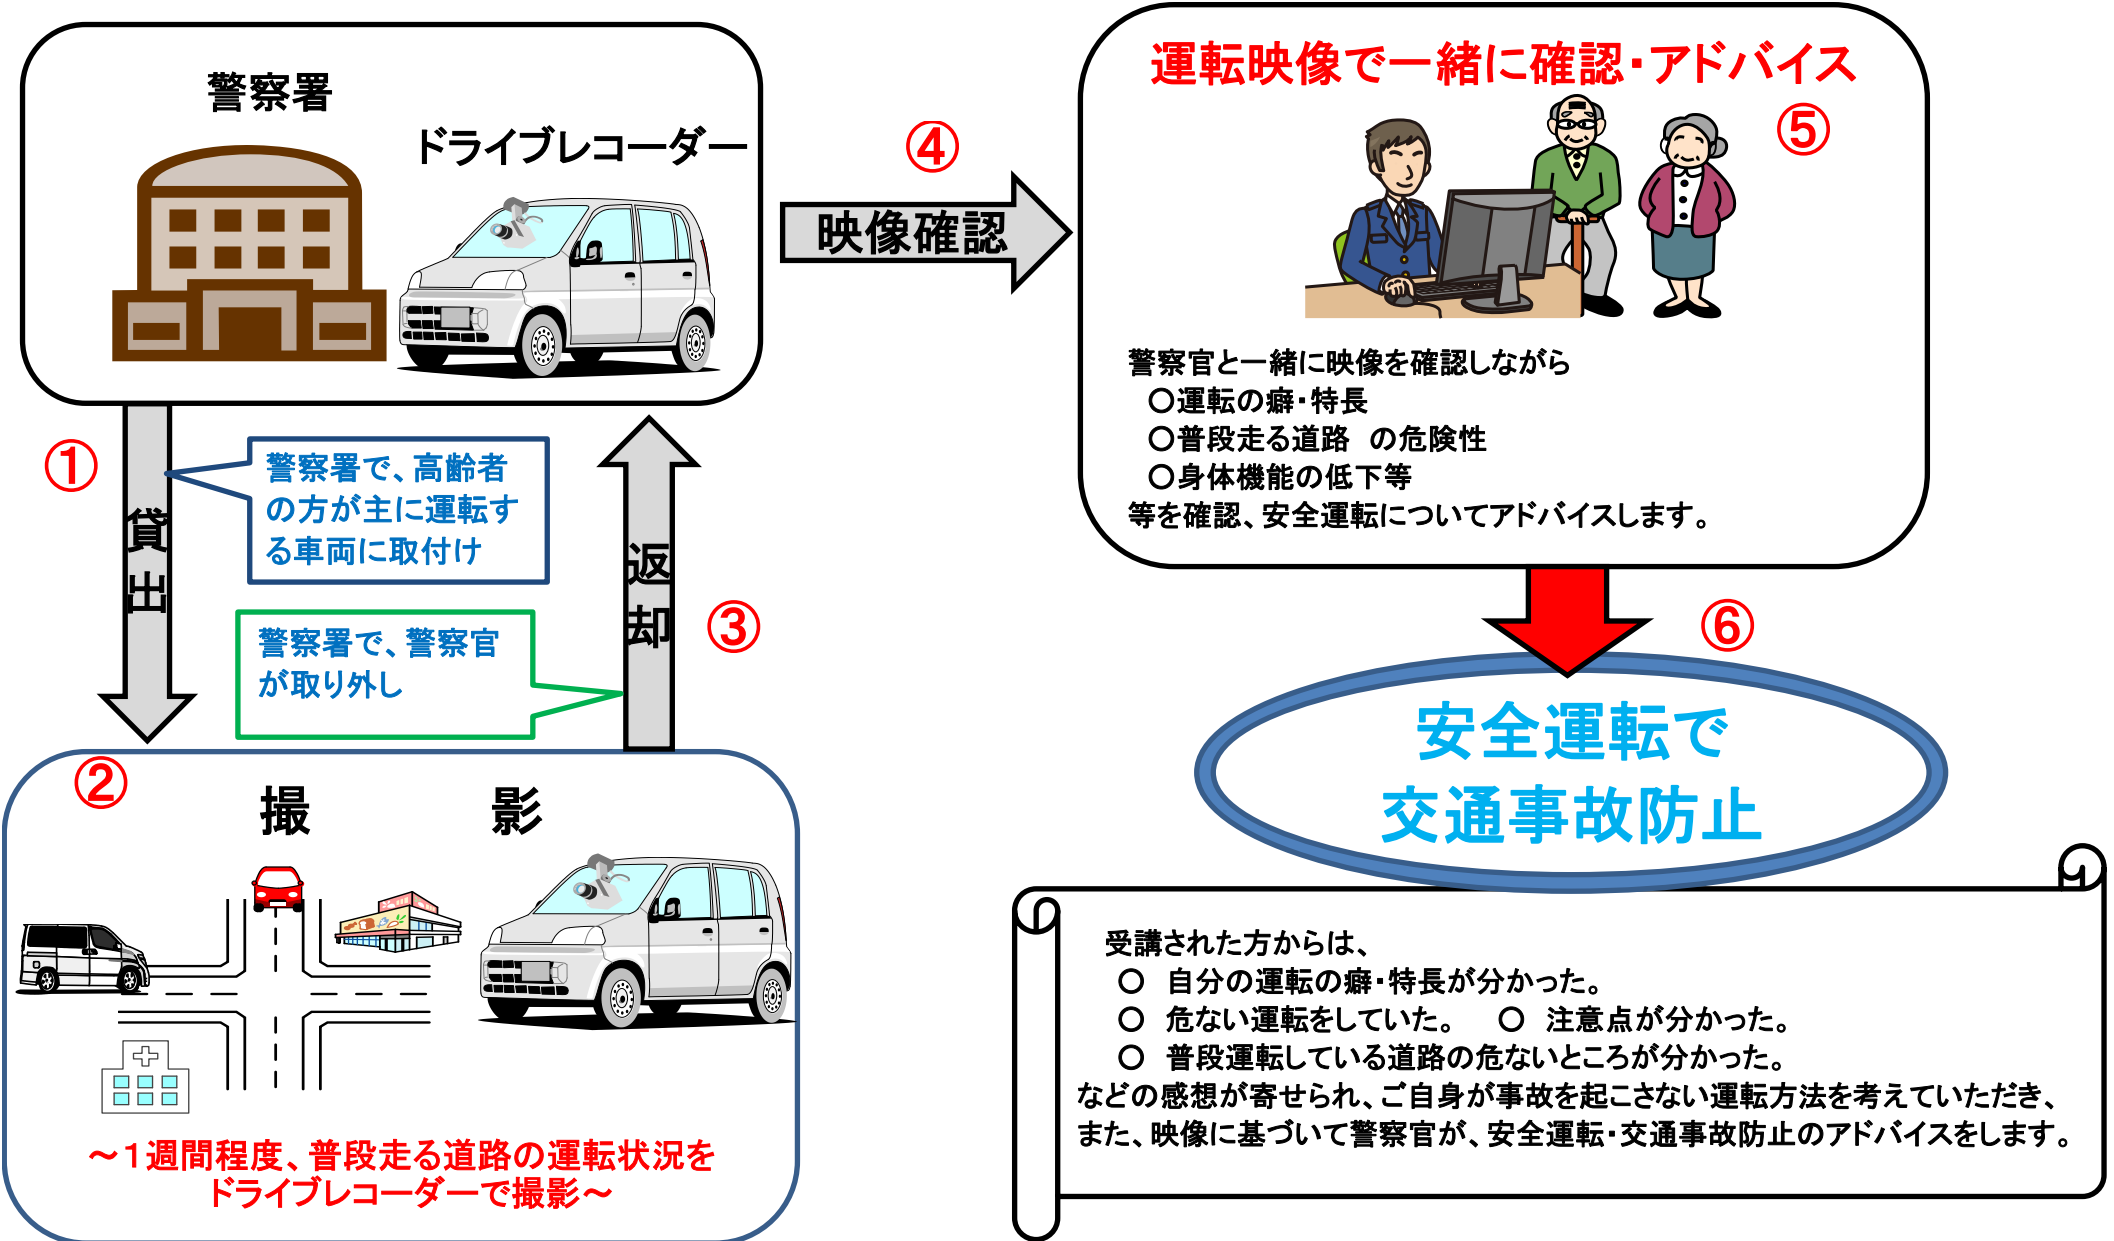 警察署
ドライブレコーダー
①
貸出
警察署で、高齢者
の方が主に運転す
る車両に取付け
②
撮　影
～１週間程度、普段走る道路の運転状況を
ドライブレコーダーで撮影～
③
返却
警察署で、警察官
が取り外し
④
映像確認
運転映像で一緒に確認・アドバイス
⑤
警察官と一緒に映像を確認しながら
○運転の癖・特長
○普段走る道路　の危険性
○身体機能の低下等
等を確認、安全運転についてアドバイスします。
⑥
安全運転で
交通事故防止
受講された方からは、
○　自分の運転の癖・特長が分かった。
○　危ない運転をしていた。　○　注意点が分かった。
○　普段運転している道路の危ないところが分かった。
などの感想が寄せられ、ご自身が事故を起こさない運転方法を考えていただき、
また、映像に基づいて警察官が、安全運転・交通事故防止のアドバイスをします。